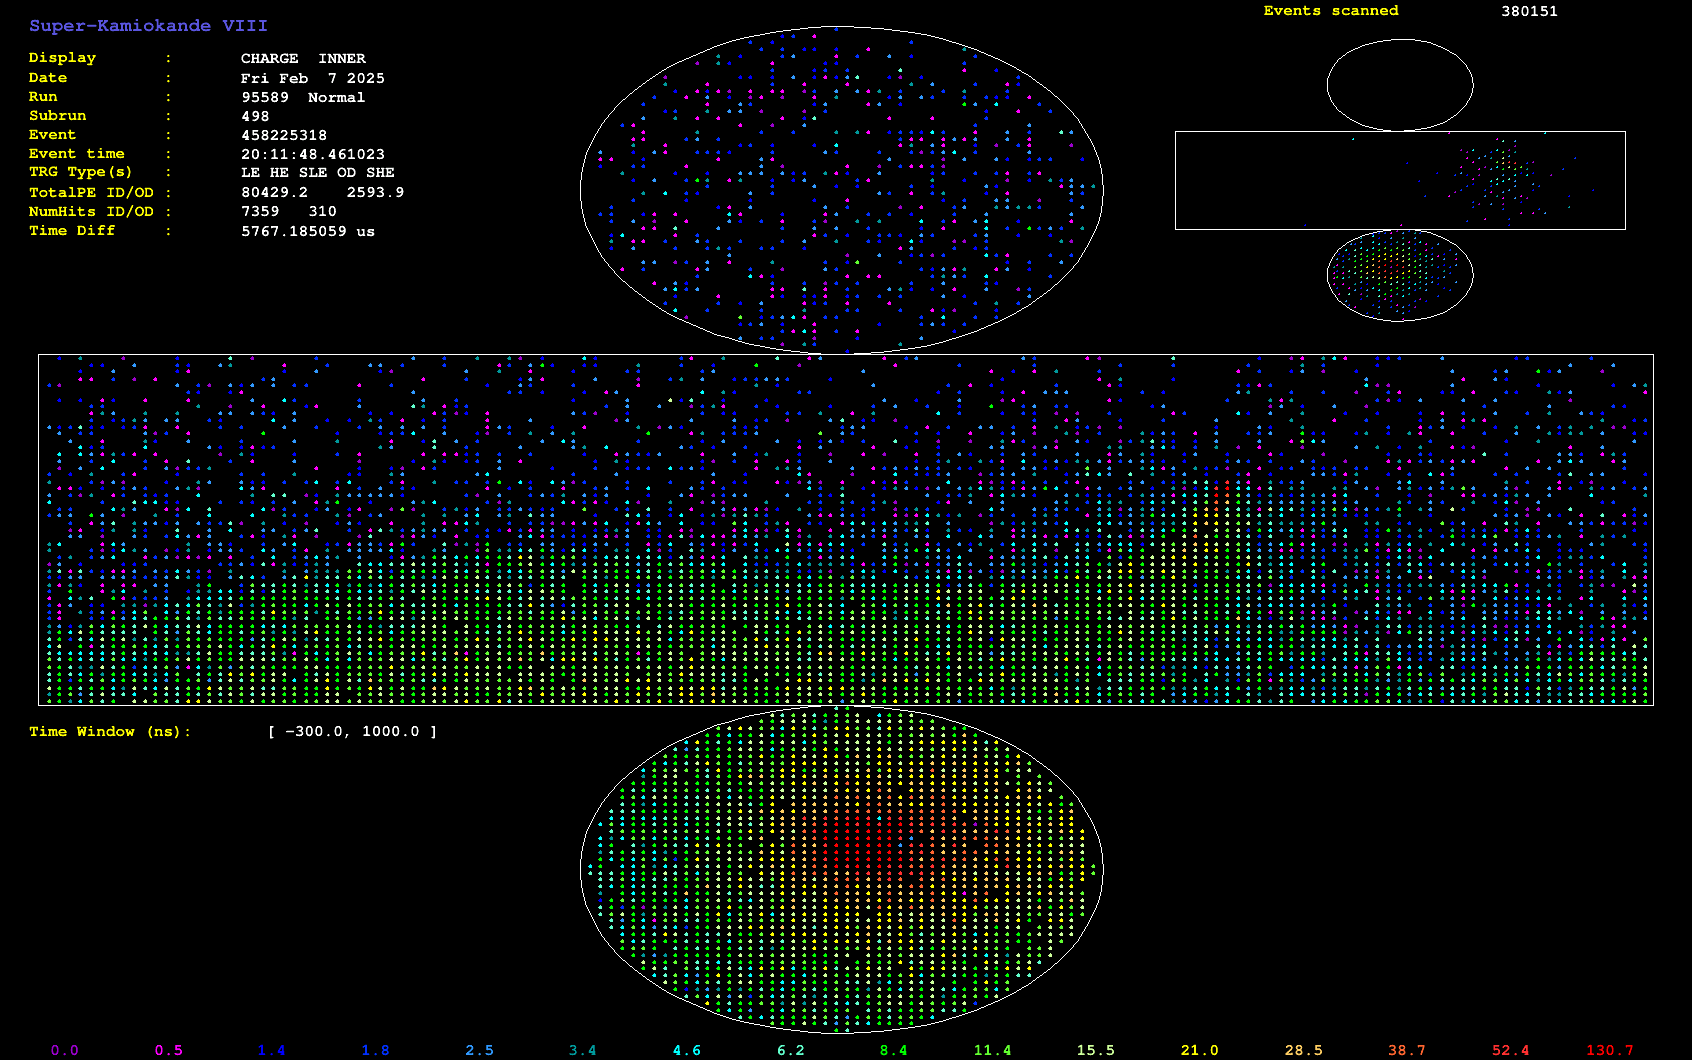 Super-Kamiokande VIII
Events scanned 380151
Display : CHARGE INNER
Date : Fri Feb 7 2025
Run : 95589 Normal
Subrun : 498
Event : 458225318
Event time : 20:11:48.461023
TRG Type(s) : LE HE SLE OD SHE
TotalPE ID/OD : 80429.2 2593.9
NumHits ID/OD : 7359 310
Time Diff : 5767.185059 us
Time Window (ns): [ -300.0, 1000.0 ]
0.0 0.5 1.4 1.8 2.5 3.4 4.6 6.2 8.4 11.4 15.5 21.0 28.5 38.7 52.4 130.7